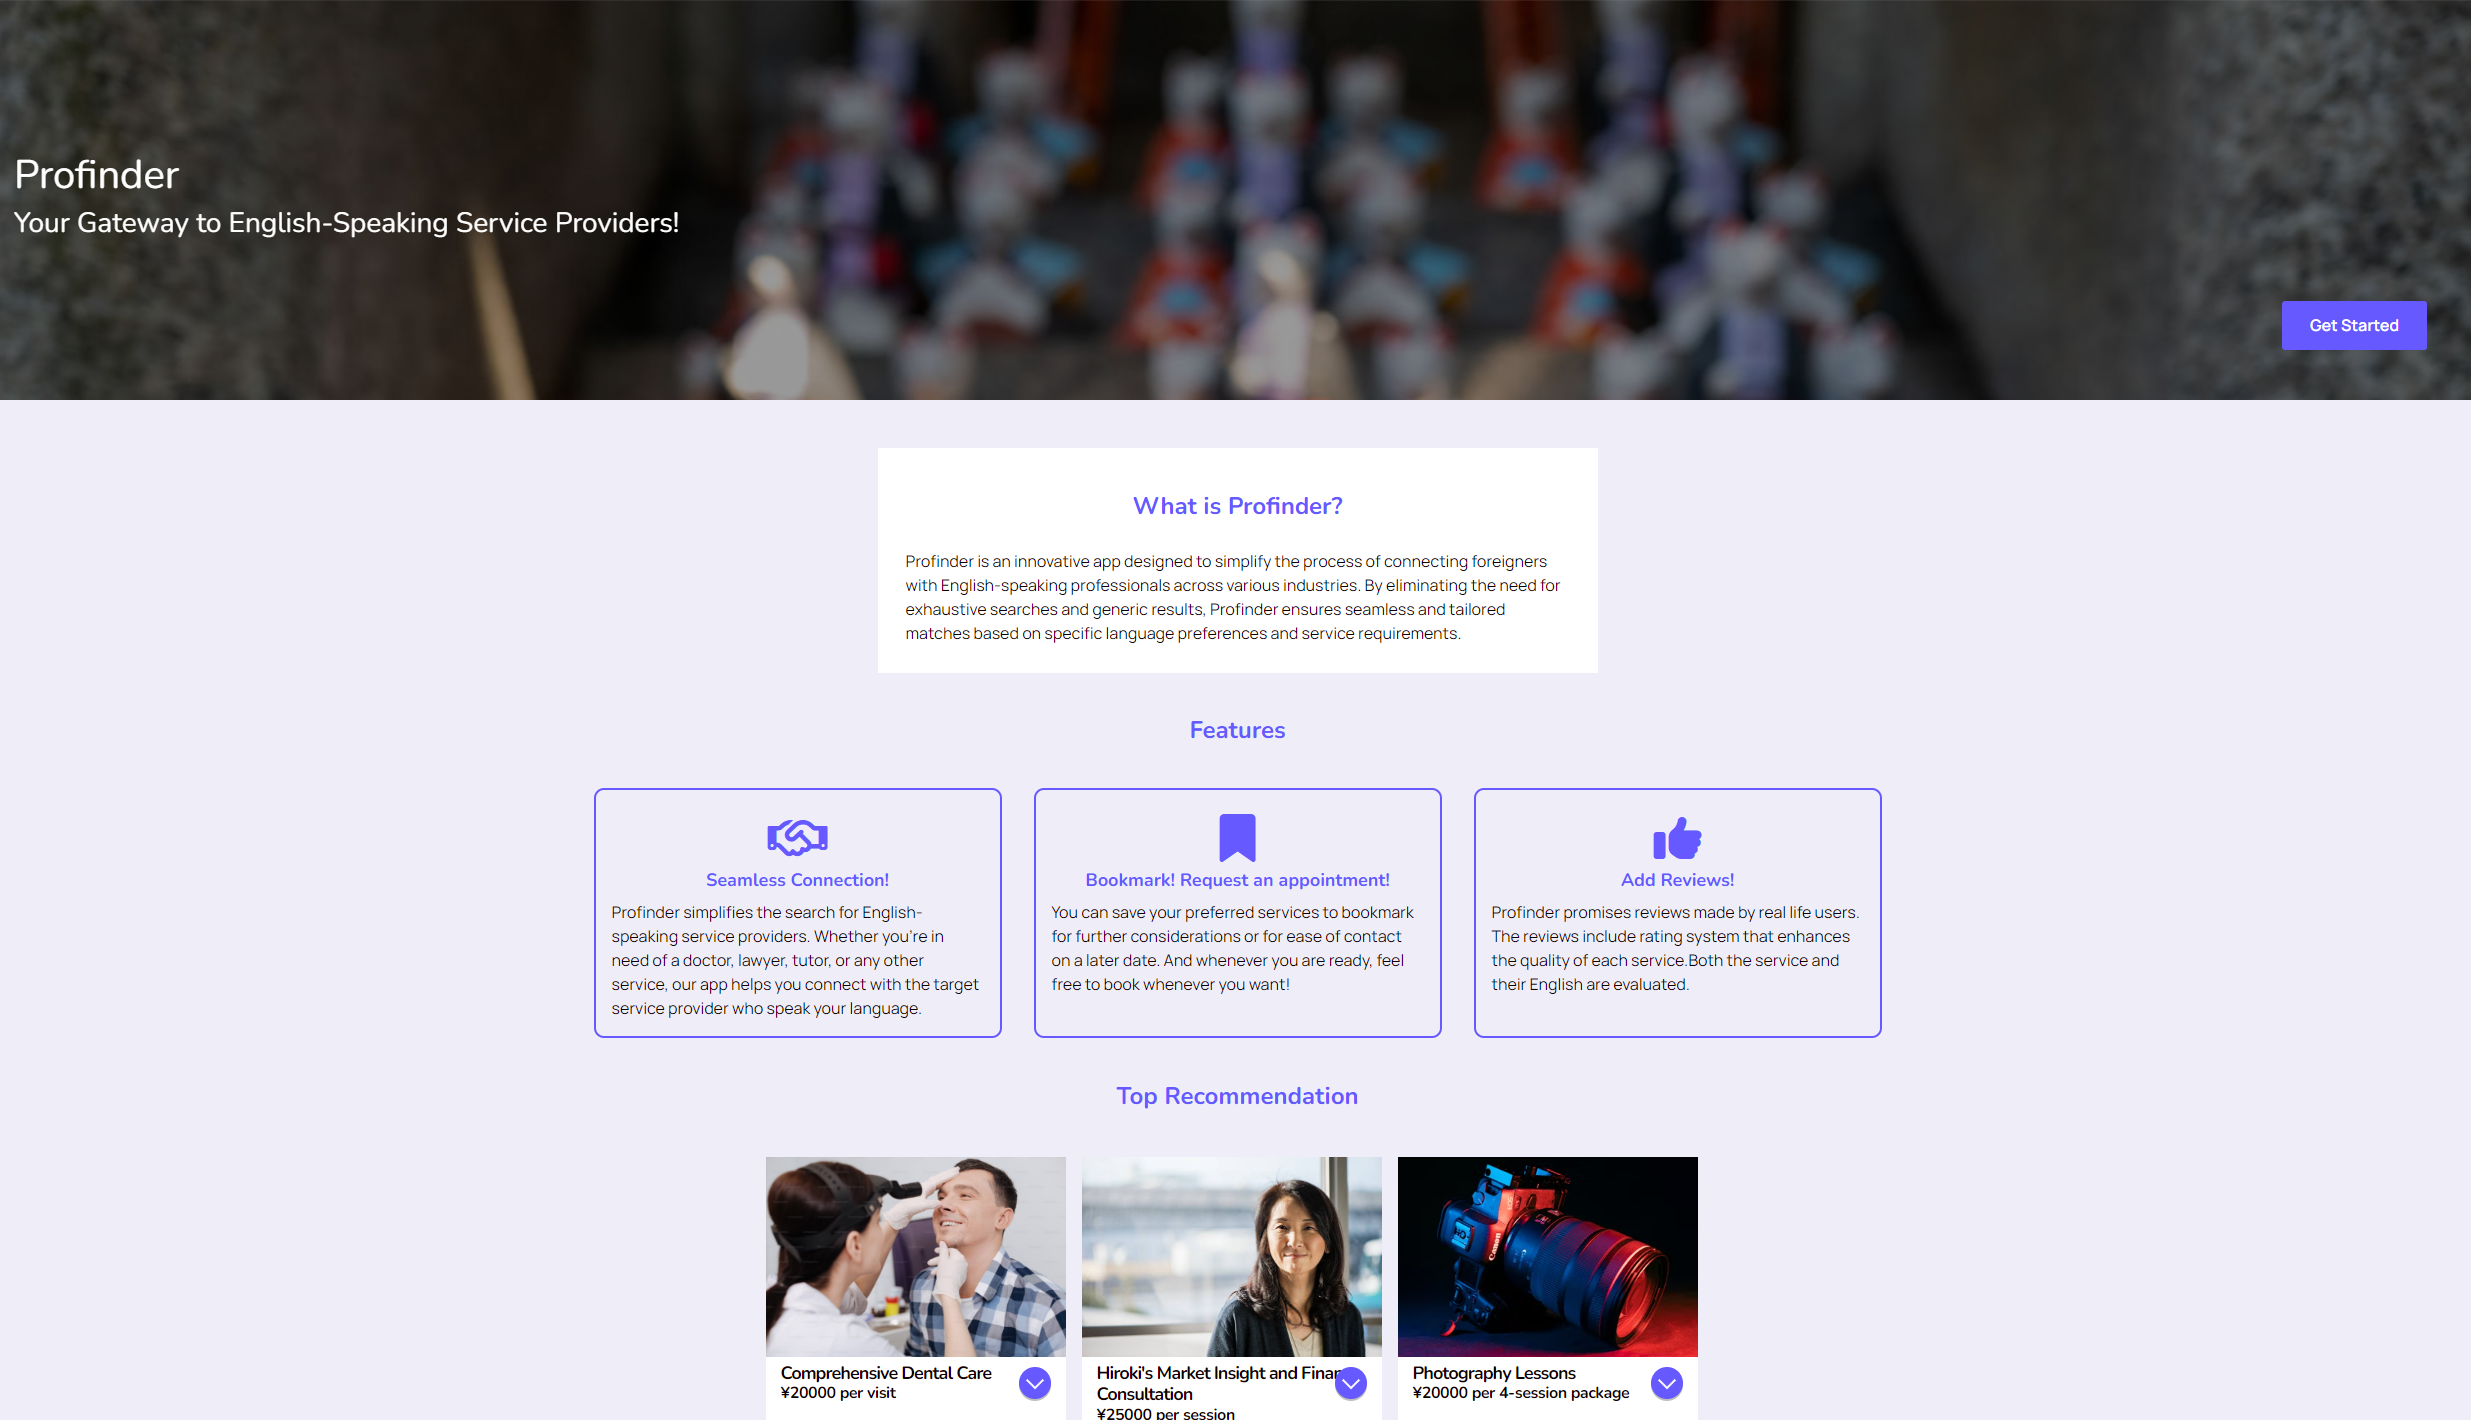 Profinder
Your Gateway to English-Speaking Service Providers!
Get Started
What is Profinder?
Profinder is an innovative app designed to simplify the process of connecting foreigners
with English-speaking professionals across various industries. By eliminating the need for
exhaustive searches and generic results, Profinder ensures seamless and tailored
matches based on specific language preferences and service requirements.
Features
Seamless Connection!
Profinder simplifies the search for English-
speaking service providers. Whether you're in
need of a doctor, lawyer, tutor, or any other
service, our app helps you connect with the target
service provider who speak your language.
Bookmark! Request an appointment!
You can save your preferred services to bookmark
for further considerations or for ease of contact
on a later date. And whenever you are ready, feel
free to book whenever you want!
Add Reviews!
Profinder promises reviews made by real life users.
The reviews include rating system that enhances
the quality of each service.Both the service and
their English are evaluated.
Top Recommendation
Canon
Comprehensive Dental Care
¥20000 per visit
Hiroki's Market Insight and
Consultation
¥25000 per session
Photography Lessons
¥20000 per 4-session package